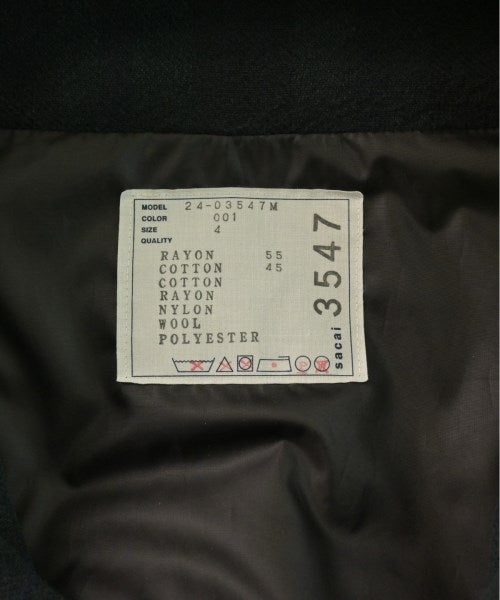 MODEL 24-03547M
COLOR 001
SIZE 4
QUALITY
RAYON 55
COTTON 45
COTTON
RAYON
NYLON
WOOL
POLYESTER
P W
sacai 3547